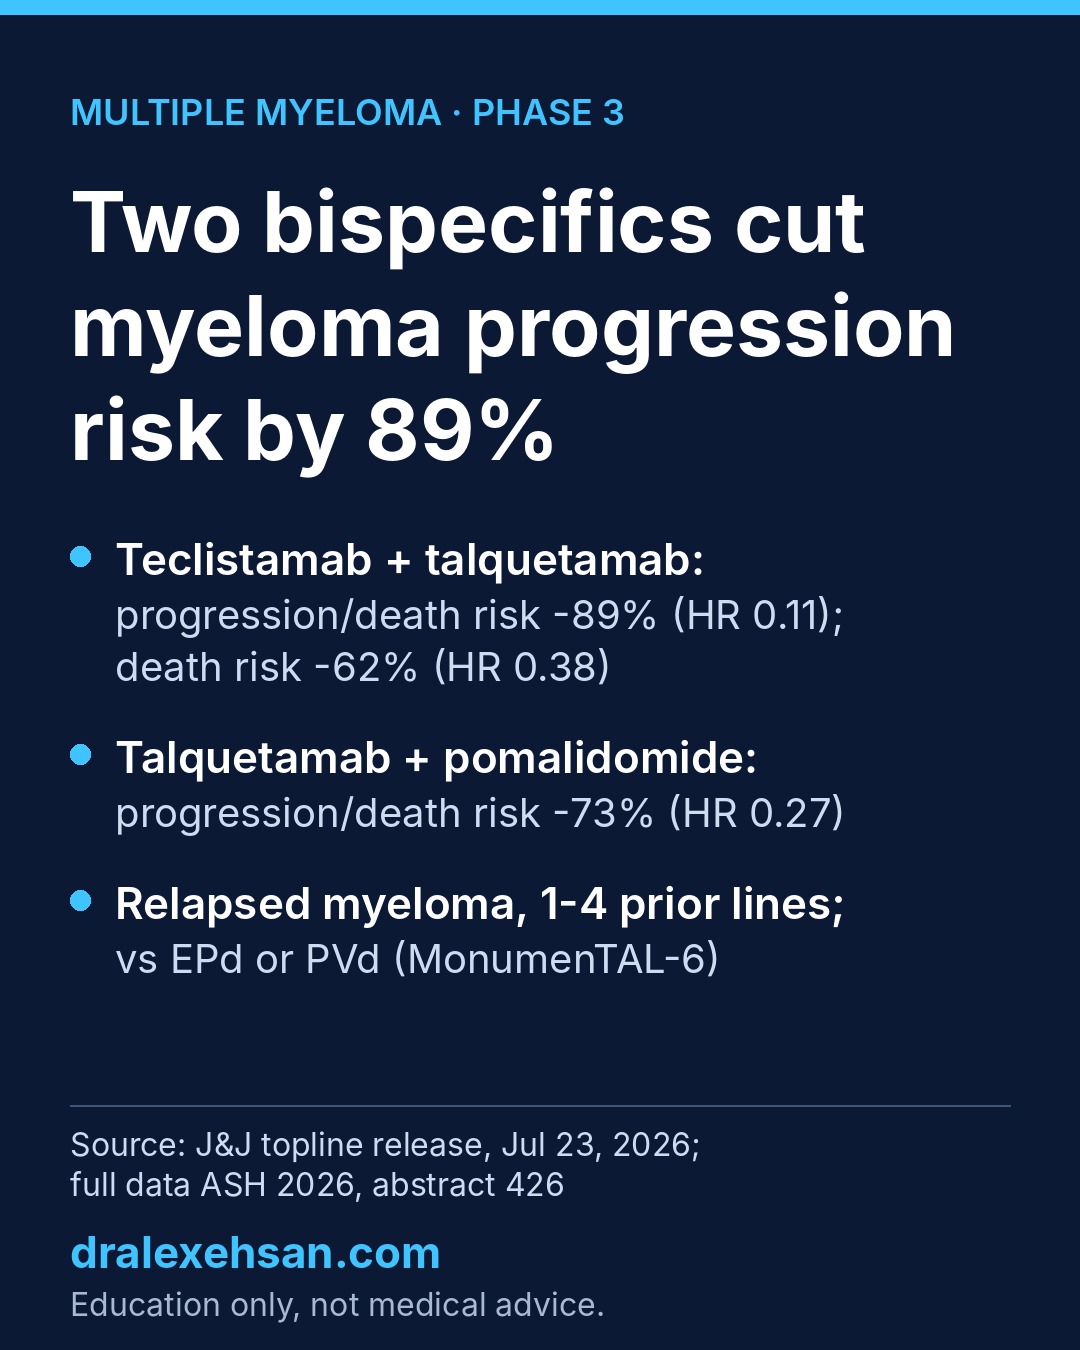 MULTIPLE MYELOMA · PHASE 3
Two bispecifics cut
myeloma progression
risk by 89%
Teclistamab + talquetamab:
progression/death risk -89% (HR 0.11);
death risk -62% (HR 0.38)
Talquetamab + pomalidomide:
progression/death risk -73% (HR 0.27)
Relapsed myeloma, 1-4 prior lines;
vs EPd or PVd (MonumenTAL-6)
Source: J&J topline release, Jul 23, 2026;
full data ASH 2026, abstract 426
dralexehsan.com
Education only, not medical advice.